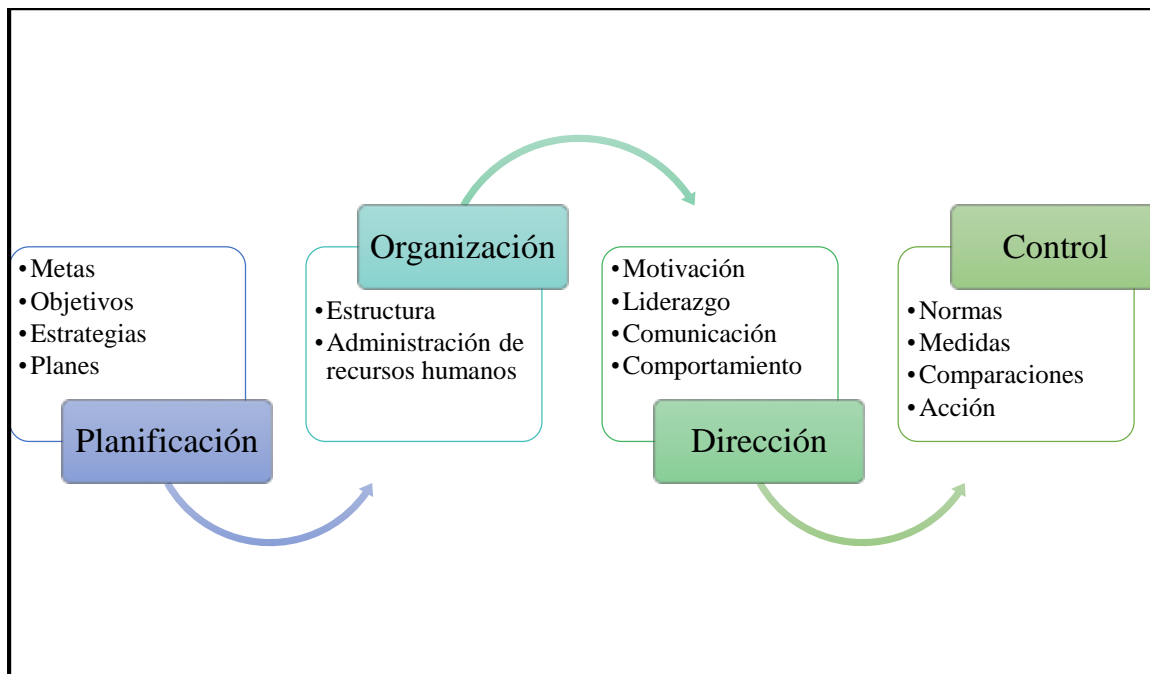 • Metas
• Objetivos
• Estrategias
• Planes
Planificación
Organización
• Estructura
• Administración de
recursos humanos
• Motivación
• Liderazgo
• Comunicación
• Comportamiento
Dirección
Control
• Normas
• Medidas
• Comparaciones
• Acción